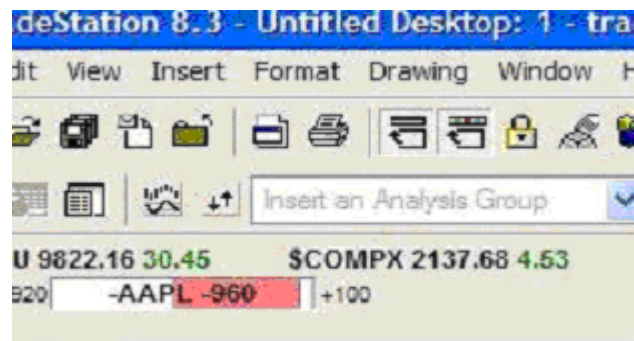 deStation 8.3 - Untitled Desktop: 1 - tra
dit View Insert Format Drawing Window H
Insert an Analysis Group
U 9822.16 30.45 $COMPX 2137.68 4.53
920 -AAPL -960 +100